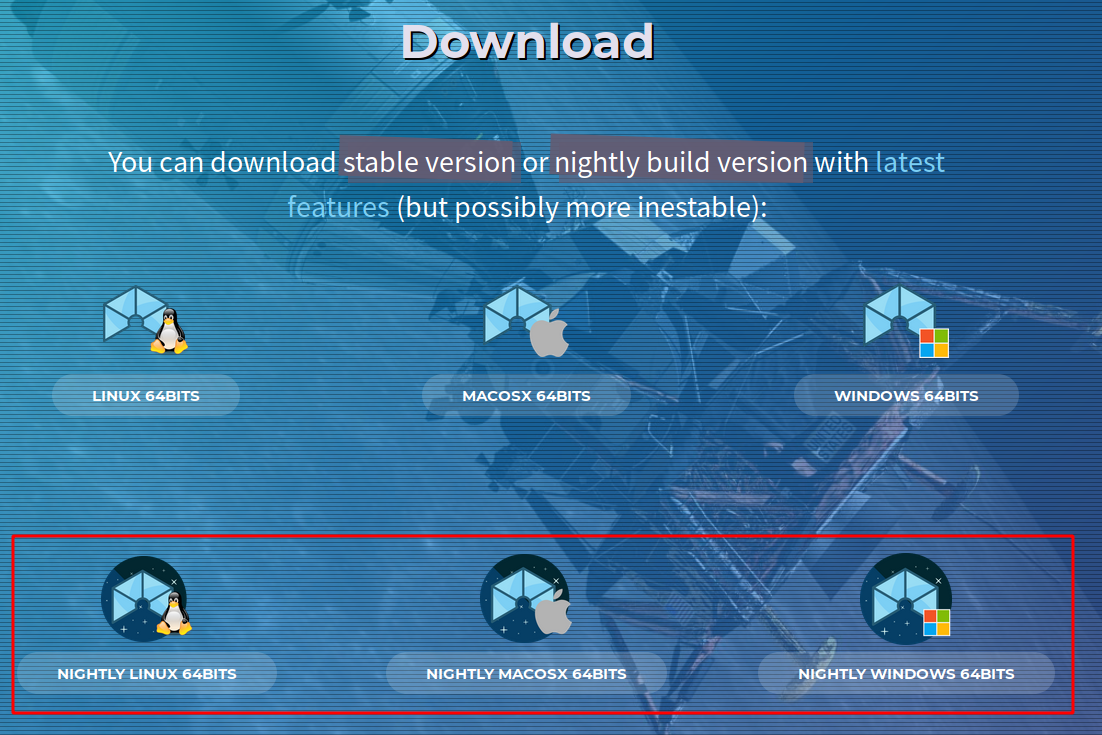 Download
You can download stable version or nightly build version with latest
features (but possibly more inestable):
LINUX 64BITS
MACOSX 64BITS
WINDOWS 64BITS
NIGHTLY LINUX 64BITS
NIGHTLY MACOSX 64BITS
NIGHTLY WINDOWS 64BITS